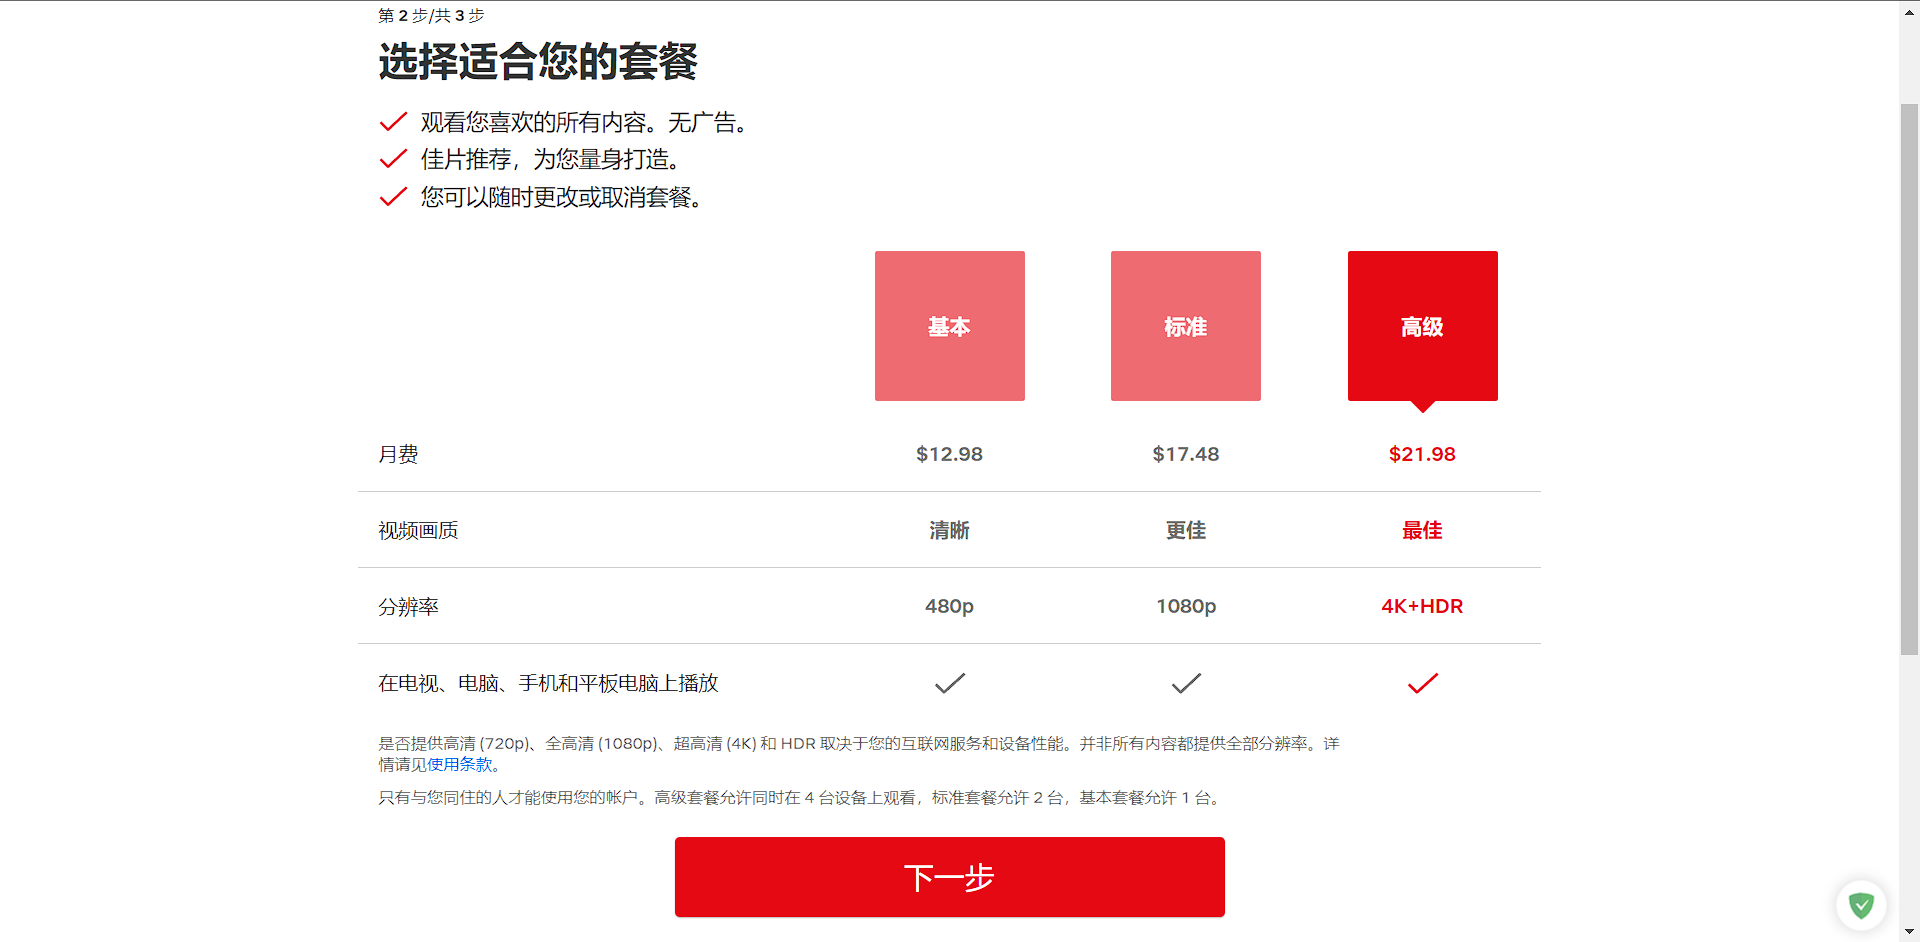 第 2 步/共 3 步
选择适合您的套餐
观看您喜欢的所有内容。无广告。
佳片推荐，为您量身打造。
您可以随时更改或取消套餐。
基本 标准 高级
月费 $12.98 $17.48 $21.98
视频画质 清晰 更佳 最佳
分辨率 480p 1080p 4K+HDR
在电视、电脑、手机和平板电脑上播放
是否提供高清 (720p)、全高清 (1080p)、超高清 (4K) 和 HDR 取决于您的互联网服务和设备性能。并非所有内容都提供全部分辨率。详
情请见使用条款。
只有与您同住的人才能使用您的帐户。高级套餐允许同时在 4 台设备上观看，标准套餐允许 2 台，基本套餐允许 1 台。
下一步